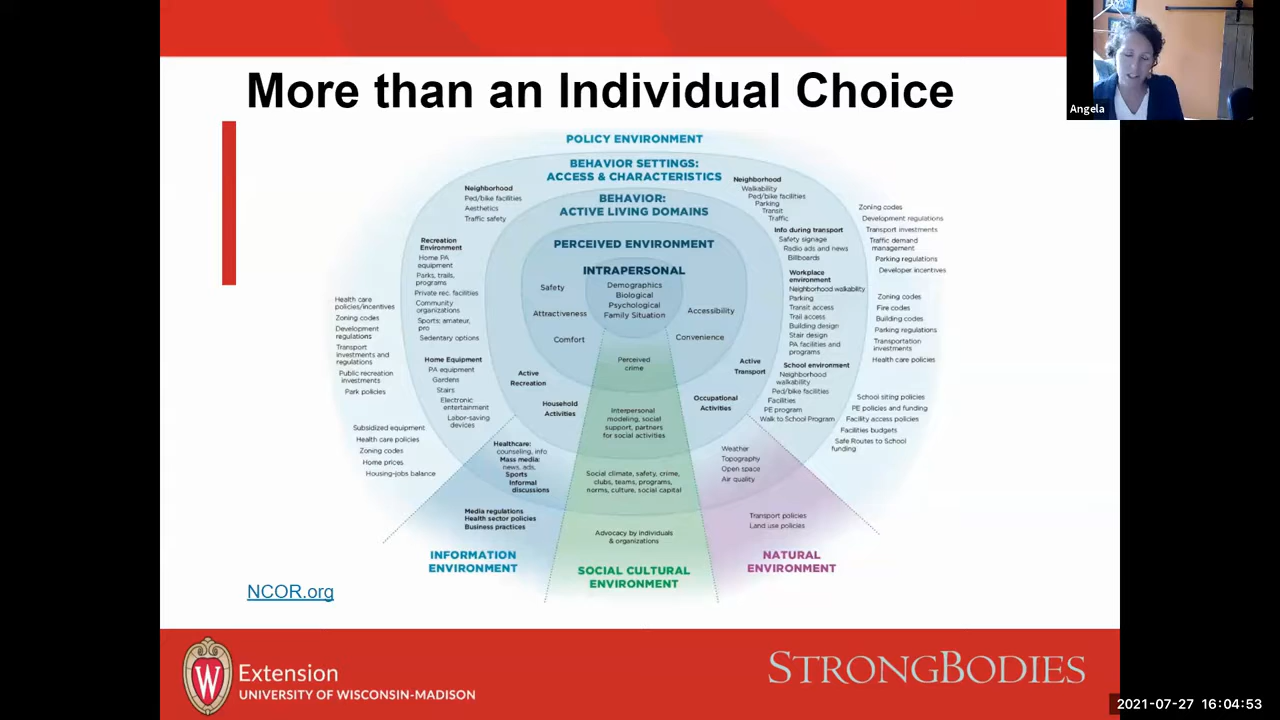 More than an Individual Choice
Angela
POLICY ENVIRONMENT
BEHAVIOR SETTINGS:
ACCESS & CHARACTERISTICS
BEHAVIOR:
ACTIVE LIVING DOMAINS
PERCEIVED ENVIRONMENT
INTRAPERSONAL
Demographics
Biological
Psychological
Family Situation
Safety
Attractiveness
Comfort
Accessibility
Convenience
Perceived
crime
Active
Recreation
Household
Activities
Active
Transport
Occupational
Activities
Interpersonal
modeling, social
support, partners
for social activities
Social climate, safety, crime,
clubs, teams, programs,
norms, culture, social capital
Advocacy by individuals
& organizations
Neighborhood
Ped/bike facilities
Aesthetics
Traffic safety
Recreation
Environment
Home PA
equipment
Parks, trails,
programs
Private rec. facilities
Community
organizations
Sports: amateur,
pro
Sedentary options
Home Equipment
PA equipment
Gardens
Stairs
Electronic
entertainment
Labor-saving
devices
Health care
policies/incentives
Zoning codes
Development
regulations
Transport
investments and
regulations
Public recreation
investments
Park policies
Subsidized equipment
Health care policies
Zoning codes
Home prices
Housing-jobs balance
Neighborhood
Walkability
Ped/bike facilities
Parking
Transit
Traffic
Info during transport
Safety signage
Radio ads and news
Billboards
Workplace
environment
Neighborhood walkability
Parking
Transit access
Trail access
Building design
Stair design
PA facilities and
programs
School environment
Neighborhood
walkability
Ped/bike facilities
Facilities
PE program
Walk to School Program
Zoning codes
Development regulations
Transport investments
Traffic demand
management
Parking regulations
Developer incentives
Zoning codes
Fire codes
Building codes
Parking regulations
Transportation
investments
Health care policies
School siting policies
PE policies and funding
Facility access policies
Facilities budgets
Safe Routes to School
funding
Healthcare:
counseling, info
Mass media:
news, ads,
Sports
Informal
discussions
Media regulations
Health sector policies
Business practices
Weather
Topography
Open space
Air quality
Transport policies
Land use policies
INFORMATION
ENVIRONMENT
SOCIAL CULTURAL
ENVIRONMENT
NATURAL
ENVIRONMENT
NCOR.org
W
Extension
UNIVERSITY OF WISCONSIN-MADISON
STRONGBODIES
2021-07-27 16:04:53